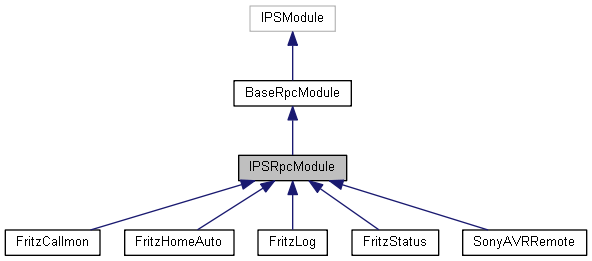 IPSModule
BaseRpcModule
IPSRpcModule
FritzCallmon
FritzHomeAuto
FritzLog
FritzStatus
SonyAVRRemote